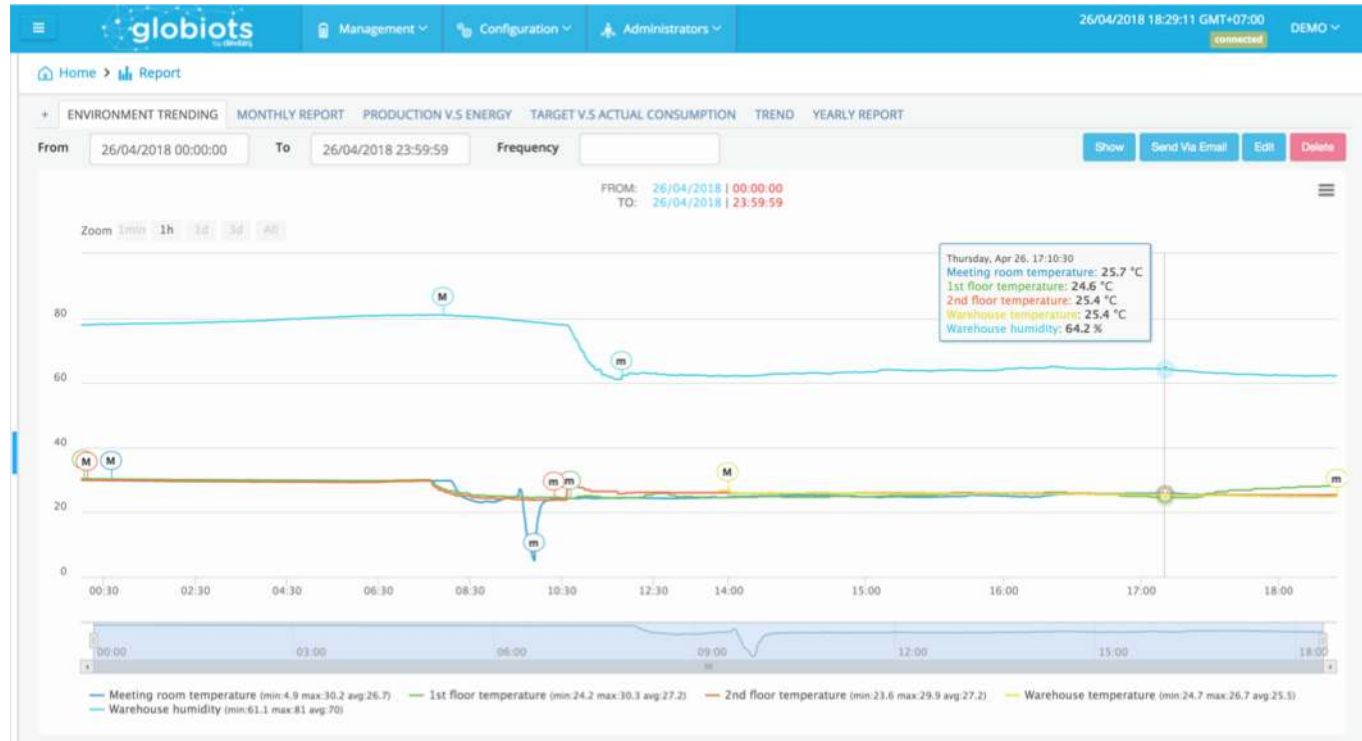 globiots
Management
Configuration
Administrators
26/04/2018 18:29:11 GMT+07:00
connected
DEMO
Home > Report
+ ENVIRONMENT TRENDING MONTHLY REPORT PRODUCTION V.S ENERGY TARGET V.S ACTUAL CONSUMPTION TREND YEARLY REPORT
From 26/04/2018 00:00:00 To 26/04/2018 23:59:59 Frequency
Show Send Via Email Edit Delete
FROM: 26/04/2018 | 00:00:00
TO: 26/04/2018 | 23:59:59
Zoom 1min 1h 1d 3d All
Thursday, Apr 26, 17:10:30
Meeting room temperature: 25.7 °C
1st floor temperature: 24.6 °C
2nd floor temperature: 25.4 °C
Warehouse temperature: 25.4 °C
Warehouse humidity: 64.2 %
M
80
m
60
40
M M
m m
M
m
20
m
0
00:30 02:30 04:30 06:30 08:30 10:30 12:30 14:00 15:00 16:00 17:00 18:00
00:00 03:00 06:00 09:00 12:00 15:00 18:00
Meeting room temperature (min:4.9 max:30.2 avg:26.7) 1st floor temperature (min:24.2 max:30.3 avg:27.2) 2nd floor temperature (min:23.6 max:29.9 avg:27.2) Warehouse temperature (min:24.7 max:26.7 avg:25.5)
Warehouse humidity (min:61.1 max:81 avg:70)